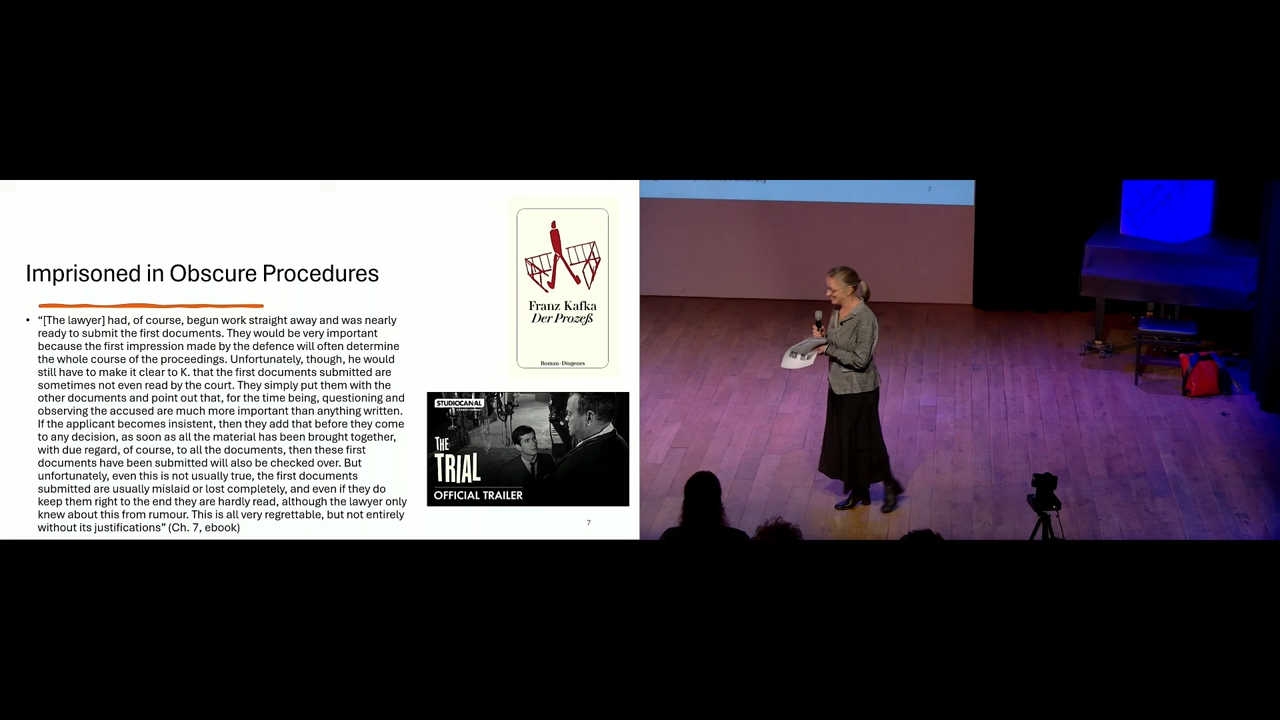 Imprisoned in Obscure Procedures
• “[The lawyer] had, of course, begun work straight away and was nearly
ready to submit the first documents. They would be very important
because the first impression made by the defence will often determine
the whole course of the proceedings. Unfortunately, though, he would
still have to make it clear to K. that the first documents submitted are
sometimes not even read by the court. They simply put them with the
other documents and point out that, for the time being, questioning and
observing the accused are much more important than anything written.
If the applicant becomes insistent, then they add that before they come
to any decision, as soon as all the material has been brought together,
with due regard, of course, to all the documents, then these first
documents have been submitted will also be checked over. But
unfortunately, even this is not usually true, the first documents
submitted are usually mislaid or lost completely, and even if they do
keep them right to the end they are hardly read, although the lawyer only
knew about this from rumour. This is all very regrettable, but not entirely
without its justifications” (Ch. 7, ebook)
Franz Kafka
Der Prozeß
Roman · Diogenes
STUDIOCANAL
THE
TRIAL
OFFICIAL TRAILER
7
7